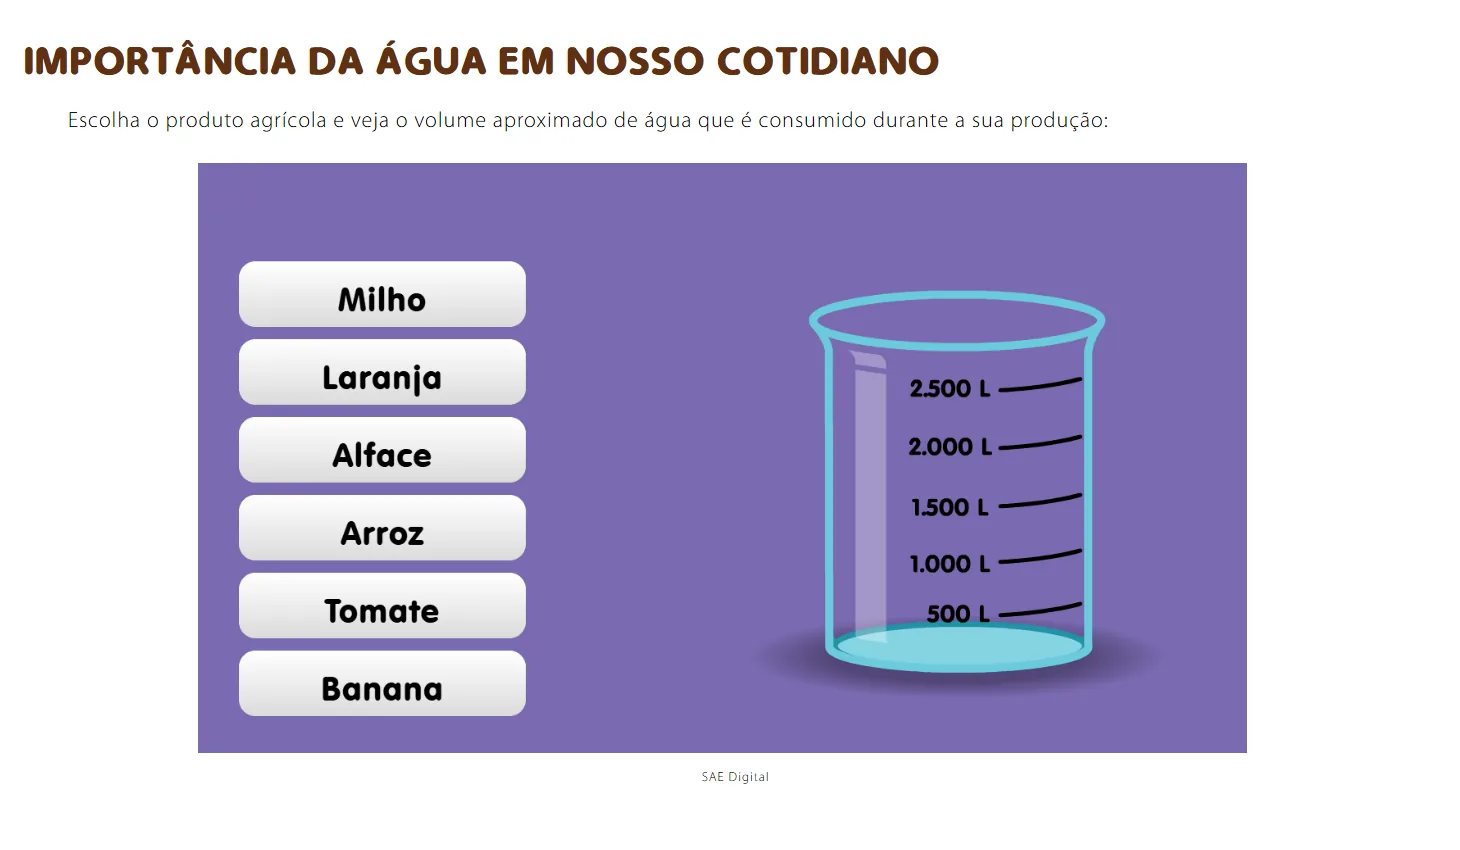 IMPORTÂNCIA DA ÁGUA EM NOSSO COTIDIANO
Escolha o produto agrícola e veja o volume aproximado de água que é consumido durante a sua produção:
Milho
Laranja
Alface
Arroz
Tomate
Banana
2.500 L
2.000 L
1.500 L
1.000 L
500 L
SAE Digital